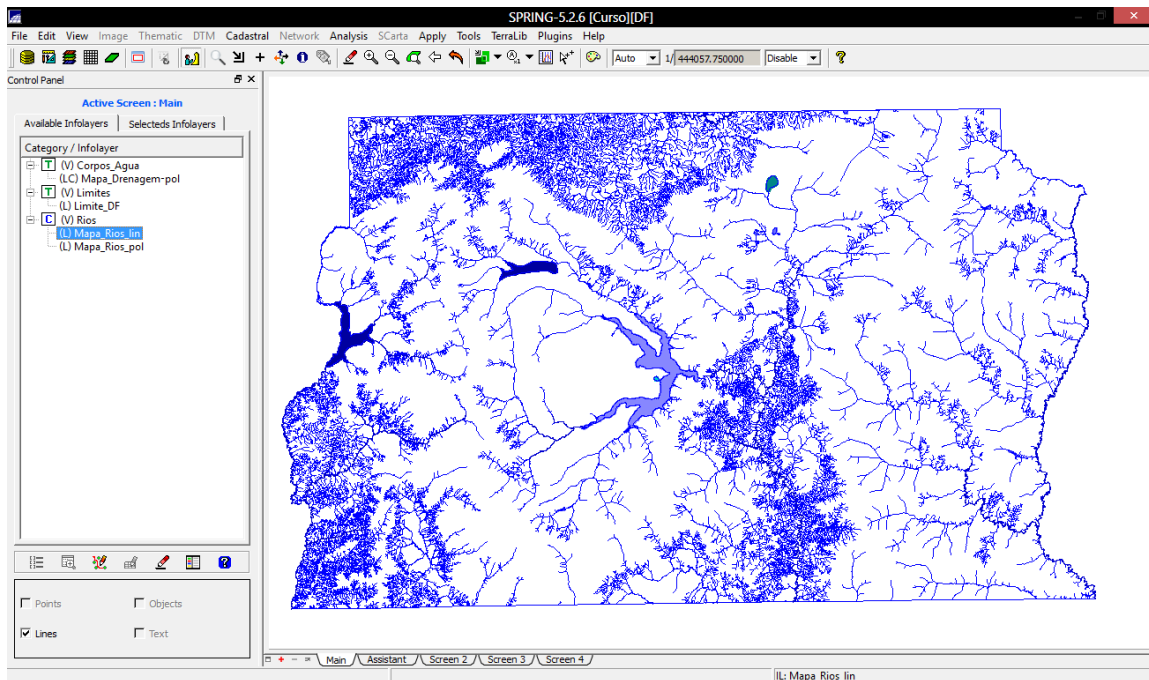 SPRING-5.2.6 [Curso][DF]
File Edit View Image Thematic DTM Cadastral Network Analysis SCarta Apply Tools TerraLib Plugins Help
Auto 1/ 444057.750000 Disable
Control Panel
Active Screen : Main
Available Infolayers Selecteds Infolayers
Category / Infolayer
T (V) Corpos_Agua
(LC) Mapa_Drenagem-pol
T (V) Limites
(L) Limite_DF
C (V) Rios
(L) Mapa_Rios_lin
(L) Mapa_Rios_pol
Points Objects
Lines Text
Main Assistant Screen 2 Screen 3 Screen 4
IL: Mapa_Rios_lin